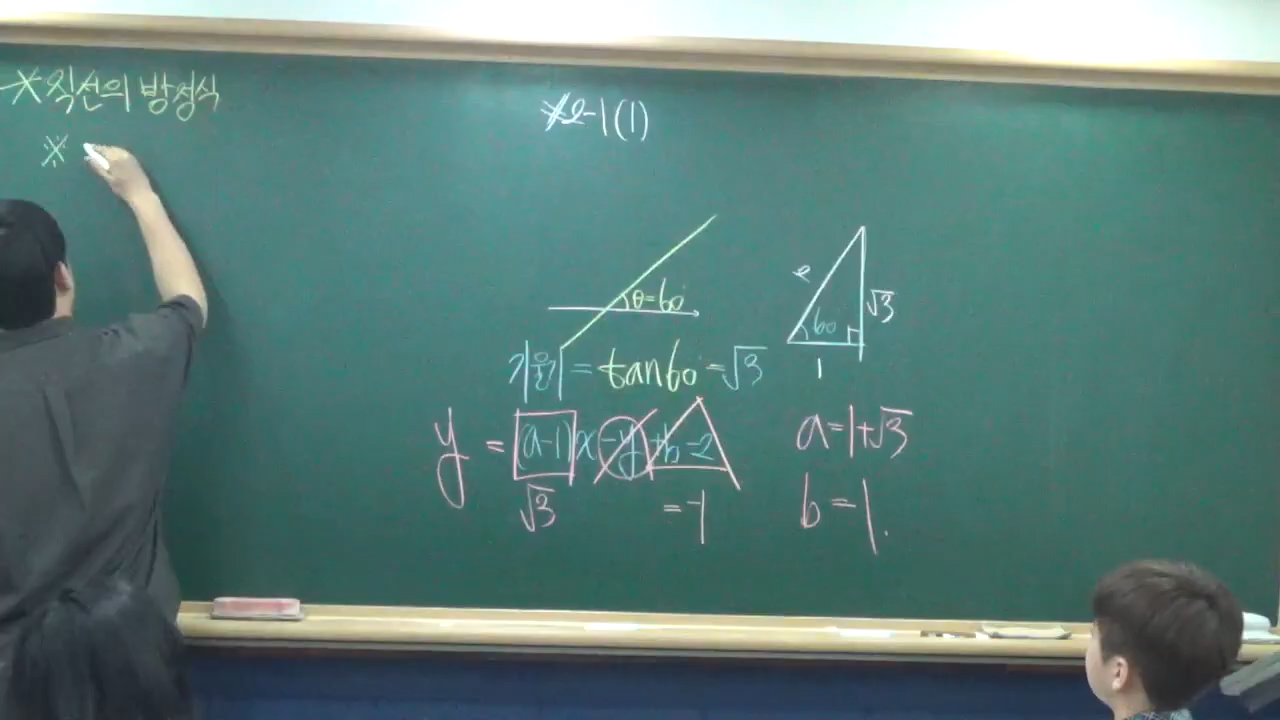 ※ 직선의 방정식
※
※2-1(1)
θ=60°
2
60
√3
1
기울기 = tan60° = √3
y = (a-1)x -y +b-2
√3
= -1
a=1+√3
b=1.